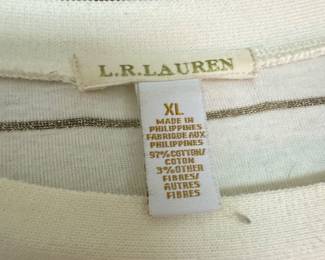 L.R.LAUREN
XL
MADE IN
PHILIPPINES
FABRIQUE AUX
PHILIPPINES
97% COTTON/
COTON
3% OTHER
FIBRES/
AUTRES
FIBRES